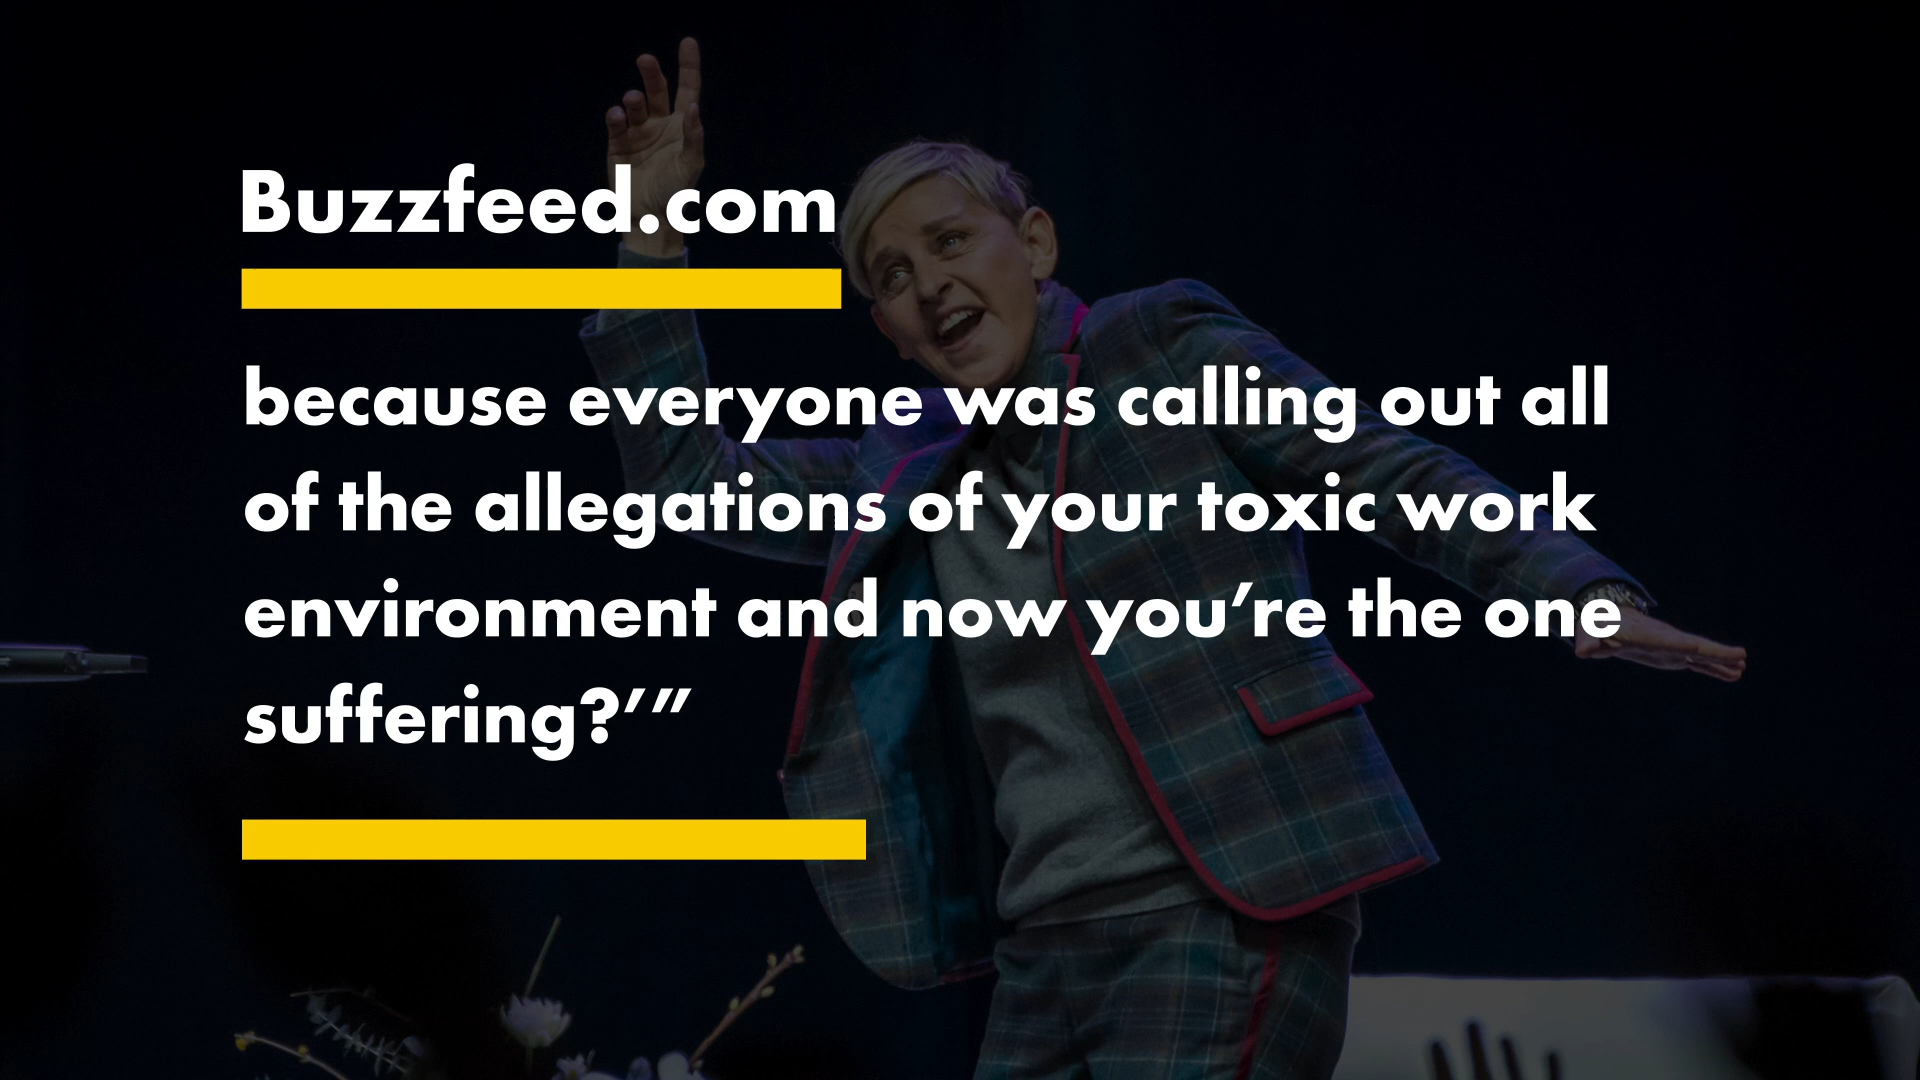 Buzzfeed.com
because everyone was calling out all
of the allegations of your toxic work
environment and now you’re the one
suffering?’”